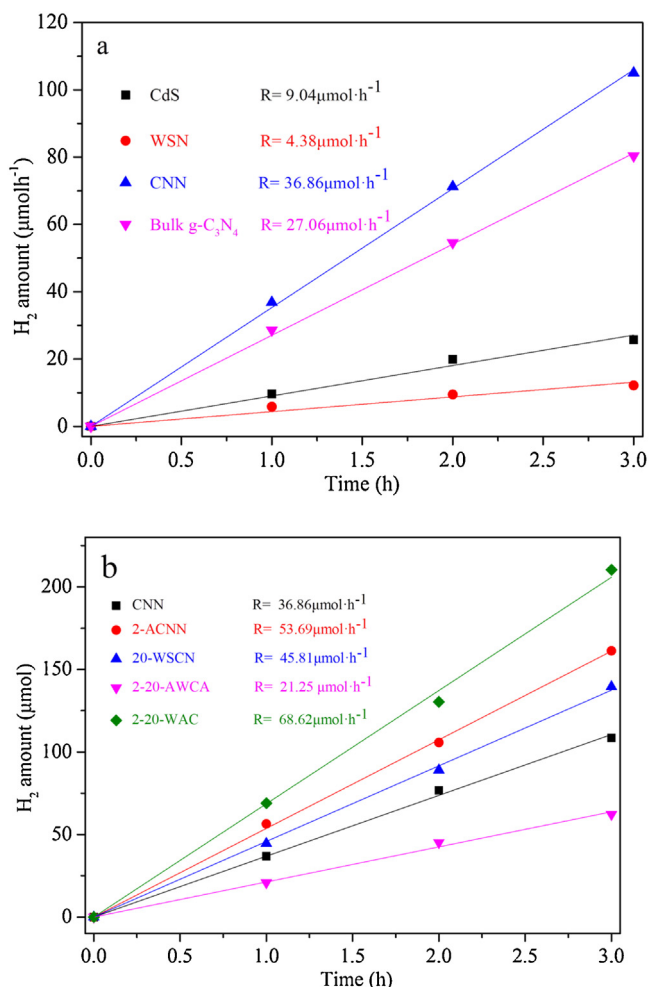 a
CdS R= 9.04μmol·h-1
WSN R= 4.38μmol·h-1
CNN R= 36.86μmol·h-1
Bulk g-C3N4 R= 27.06μmol·h-1
H2 amount (μmolh-1)
120
100
80
60
40
20
0
0.0 0.5 1.0 1.5 2.0 2.5 3.0
Time (h)
b
CNN R= 36.86μmol·h-1
2-ACNN R= 53.69μmol·h-1
20-WSCN R= 45.81μmol·h-1
2-20-AWCA R= 21.25 μmol·h-1
2-20-WAC R= 68.62μmol·h-1
H2 amount (μmol)
200
150
100
50
0
0.0 0.5 1.0 1.5 2.0 2.5 3.0
Time (h)